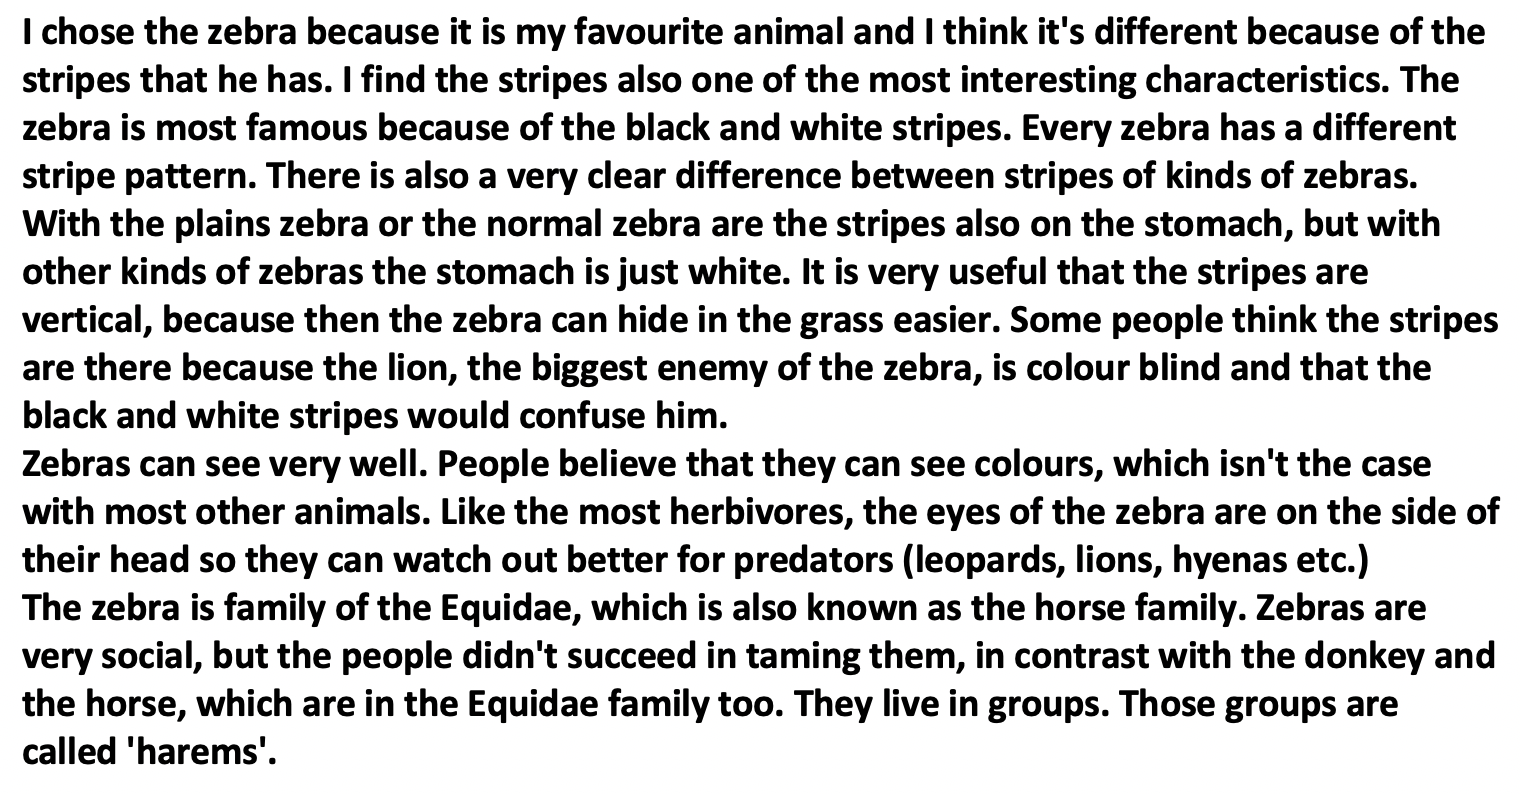 I chose the zebra because it is my favourite animal and I think it's different because of the
stripes that he has. I find the stripes also one of the most interesting characteristics. The
zebra is most famous because of the black and white stripes. Every zebra has a different
stripe pattern. There is also a very clear difference between stripes of kinds of zebras.
With the plains zebra or the normal zebra are the stripes also on the stomach, but with
other kinds of zebras the stomach is just white. It is very useful that the stripes are
vertical, because then the zebra can hide in the grass easier. Some people think the stripes
are there because the lion, the biggest enemy of the zebra, is colour blind and that the
black and white stripes would confuse him.
Zebras can see very well. People believe that they can see colours, which isn't the case
with most other animals. Like the most herbivores, the eyes of the zebra are on the side of
their head so they can watch out better for predators (leopards, lions, hyenas etc.)
The zebra is family of the Equidae, which is also known as the horse family. Zebras are
very social, but the people didn't succeed in taming them, in contrast with the donkey and
the horse, which are in the Equidae family too. They live in groups. Those groups are
called 'harems'.